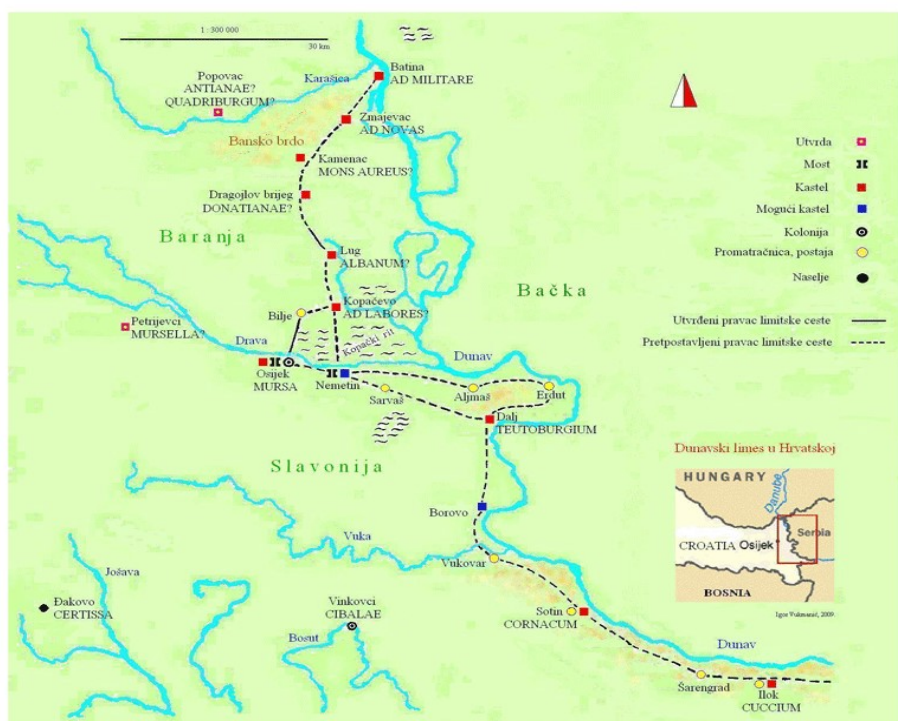 1 : 300 000
30 km
Batina
AD MILITARE
Karašica
Popovac
ANTIANAE?
QUADRIBURGUM?
Zmajevac
AD NOVAS
Bansko brdo
Kamenac
MONS AUREUS?
Dragojlov brijeg
DONATIANAE?
Baranja
Lug
ALBANUM?
Bačka
Kopačevo
AD LABORES?
Bilje
Petrijevci
MURSELLA?
Drava
Kopački rit
Dunav
Osijek
MURSA
Nemetin
Sarvaš
Aljmaš
Erdut
Dalj
TEUTOBURGIUM
Slavonija
Borovo
Vuka
Vukovar
Jošava
Đakovo
CERTISSA
Vinkovci
CIBALAE
Bosut
Sotin
CORNACUM
Dunav
Šarengrad
Ilok
CUCCIUM
Utvrda
Most
Kastel
Mogući kastel
Kolonija
Promatračnica, postaja
Naselje
Utvrđeni pravac limitske ceste
Pretpostavljeni pravac limitske ceste
Dunavski limes u Hrvatskoj
HUNGARY
Danube
Serbia
CROATIA Osijek
BOSNIA
Igor Vukmanić, 2009.